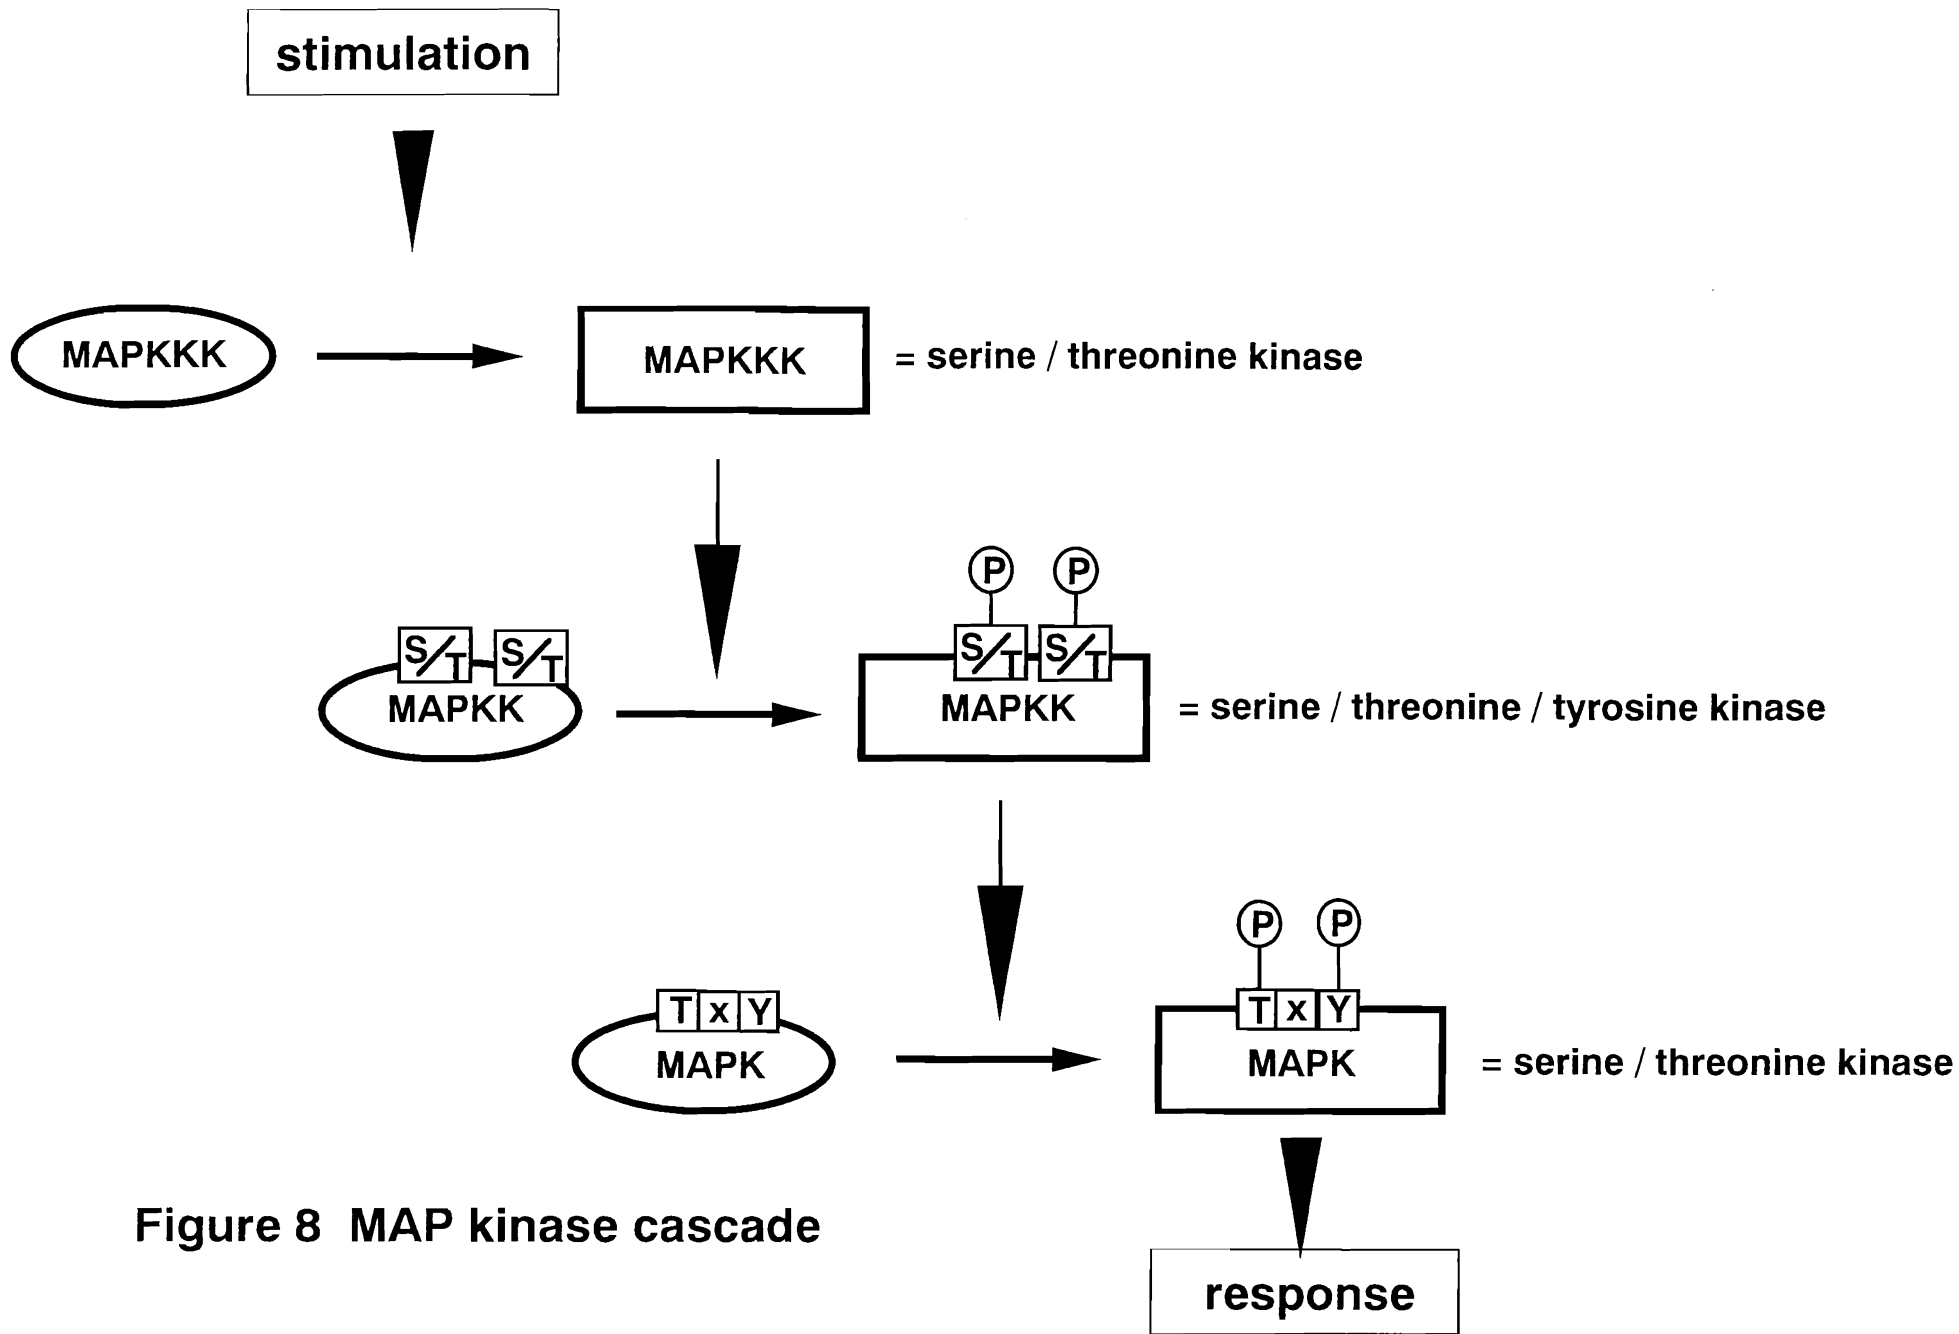 stimulation
MAPKKK
MAPKKK
= serine / threonine kinase
P P
S/T S/T
S/T S/T
MAPKK
MAPKK
= serine / threonine / tyrosine kinase
P P
T x Y
T x Y
MAPK
MAPK
= serine / threonine kinase
Figure 8 MAP kinase cascade
response